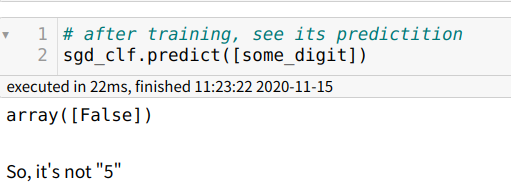 1 # after training, see its predictition
2 sgd_clf.predict([some_digit])
executed in 22ms, finished 11:23:22 2020-11-15
array([False])
So, it's not "5"